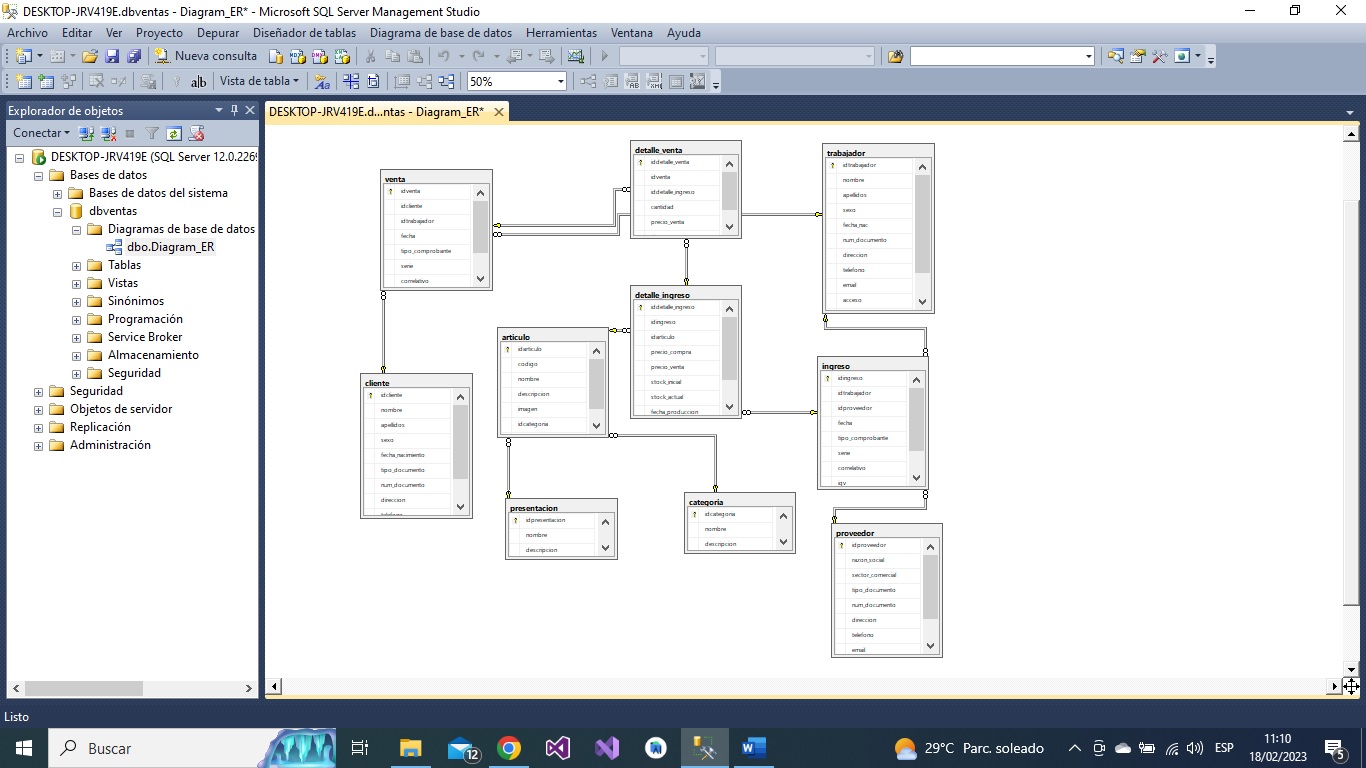 DESKTOP-JRV419E.dbventas - Diagram_ER* - Microsoft SQL Server Management Studio
Archivo Editar Ver Proyecto Depurar Diseñador de tablas Diagrama de base de datos Herramientas Ventana Ayuda
Nueva consulta
Vista de tabla 50%
Explorador de objetos
Conectar
DESKTOP-JRV419E (SQL Server 12.0.2269
Bases de datos
Bases de datos del sistema
dbventas
Diagramas de base de datos
dbo.Diagram_ER
Tablas
Vistas
Sinónimos
Programación
Service Broker
Almacenamiento
Seguridad
Seguridad
Objetos de servidor
Replicación
Administración
DESKTOP-JRV419E.d...ntas - Diagram_ER*
venta
idventa
idcliente
idtrabajador
fecha
tipo_comprobante
serie
correlativo
detalle_venta
iddetalle_venta
idventa
iddetalle_ingreso
cantidad
precio_venta
trabajador
idtrabajador
nombre
apellidos
sexo
fecha_nac
num_documento
direccion
telefono
email
acceso
detalle_ingreso
iddetalle_ingreso
idingreso
idarticulo
precio_compra
precio_venta
stock_inicial
stock_actual
fecha_produccion
articulo
idarticulo
codigo
nombre
descripcion
imagen
idcategoria
cliente
idcliente
nombre
apellidos
sexo
fecha_nacimiento
tipo_documento
num_documento
direccion
telefono
ingreso
idingreso
idtrabajador
idproveedor
fecha
tipo_comprobante
serie
correlativo
igv
presentacion
idpresentacion
nombre
descripcion
categoria
idcategoria
nombre
descripcion
proveedor
idproveedor
razon_social
sector_comercial
tipo_documento
num_documento
direccion
telefono
email
Listo
Buscar
12
29°C Parc. soleado
ESP
11:10
18/02/2023
5